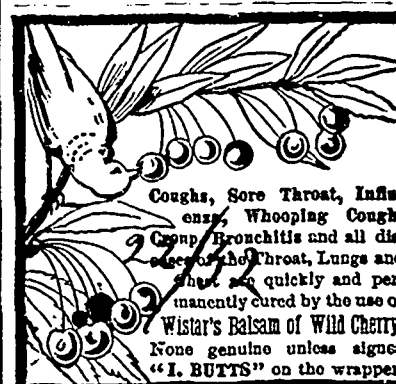 Coughs, Sore Throat, Influ
enza, Whooping Cough
Croup, Bronchitis and all dis
eases of the Throat, Lungs and
Chest are quickly and per
manently cured by the use o
Wistar's Balsam of Wild Cherry
None genuine unless signe
"I. BUTTS" on the wrapper